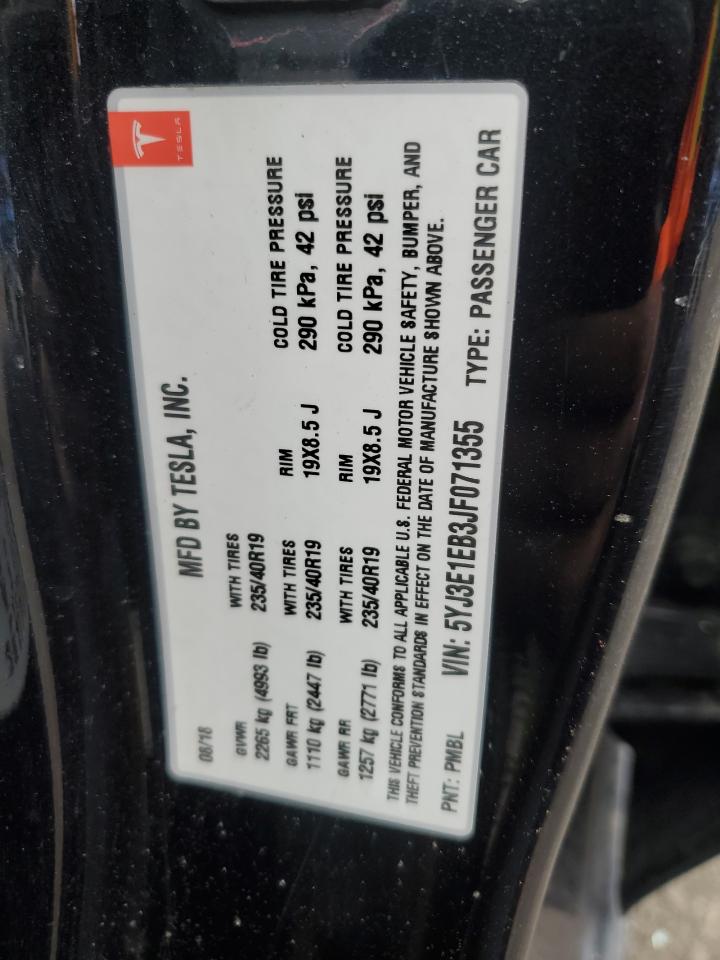 TESLA
MFD BY TESLA, INC.
08/18
GVWR WITH TIRES
2265 kg (4993 lb) 235/40R19
GAWR FRT WITH TIRES RIM COLD TIRE PRESSURE
1110 kg (2447 lb) 235/40R19 19X8.5 J 290 kPa, 42 psi
GAWR RR WITH TIRES RIM COLD TIRE PRESSURE
1257 kg (2771 lb) 235/40R19 19X8.5 J 290 kPa, 42 psi
THIS VEHICLE CONFORMS TO ALL APPLICABLE U.S. FEDERAL MOTOR VEHICLE SAFETY, BUMPER, AND
THEFT PREVENTION STANDARDS IN EFFECT ON THE DATE OF MANUFACTURE SHOWN ABOVE.
PNT: PMBL VIN: 5YJ3E1EB3JF071355 TYPE: PASSENGER CAR